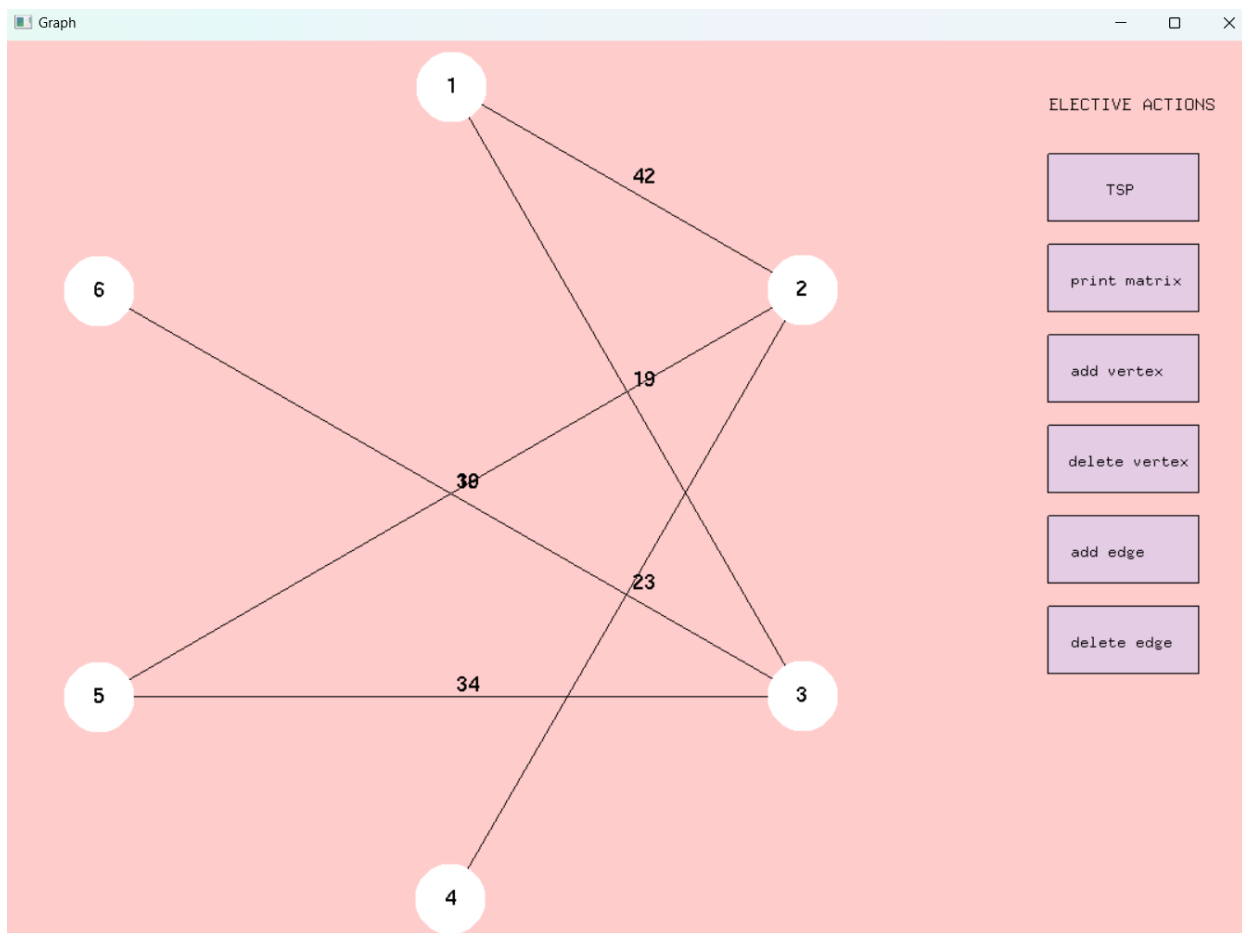 Graph
1
ELECTIVE ACTIONS
42
TSP
6
2
print matrix
19
add vertex
delete vertex
23
add edge
delete edge
34
5
3
4